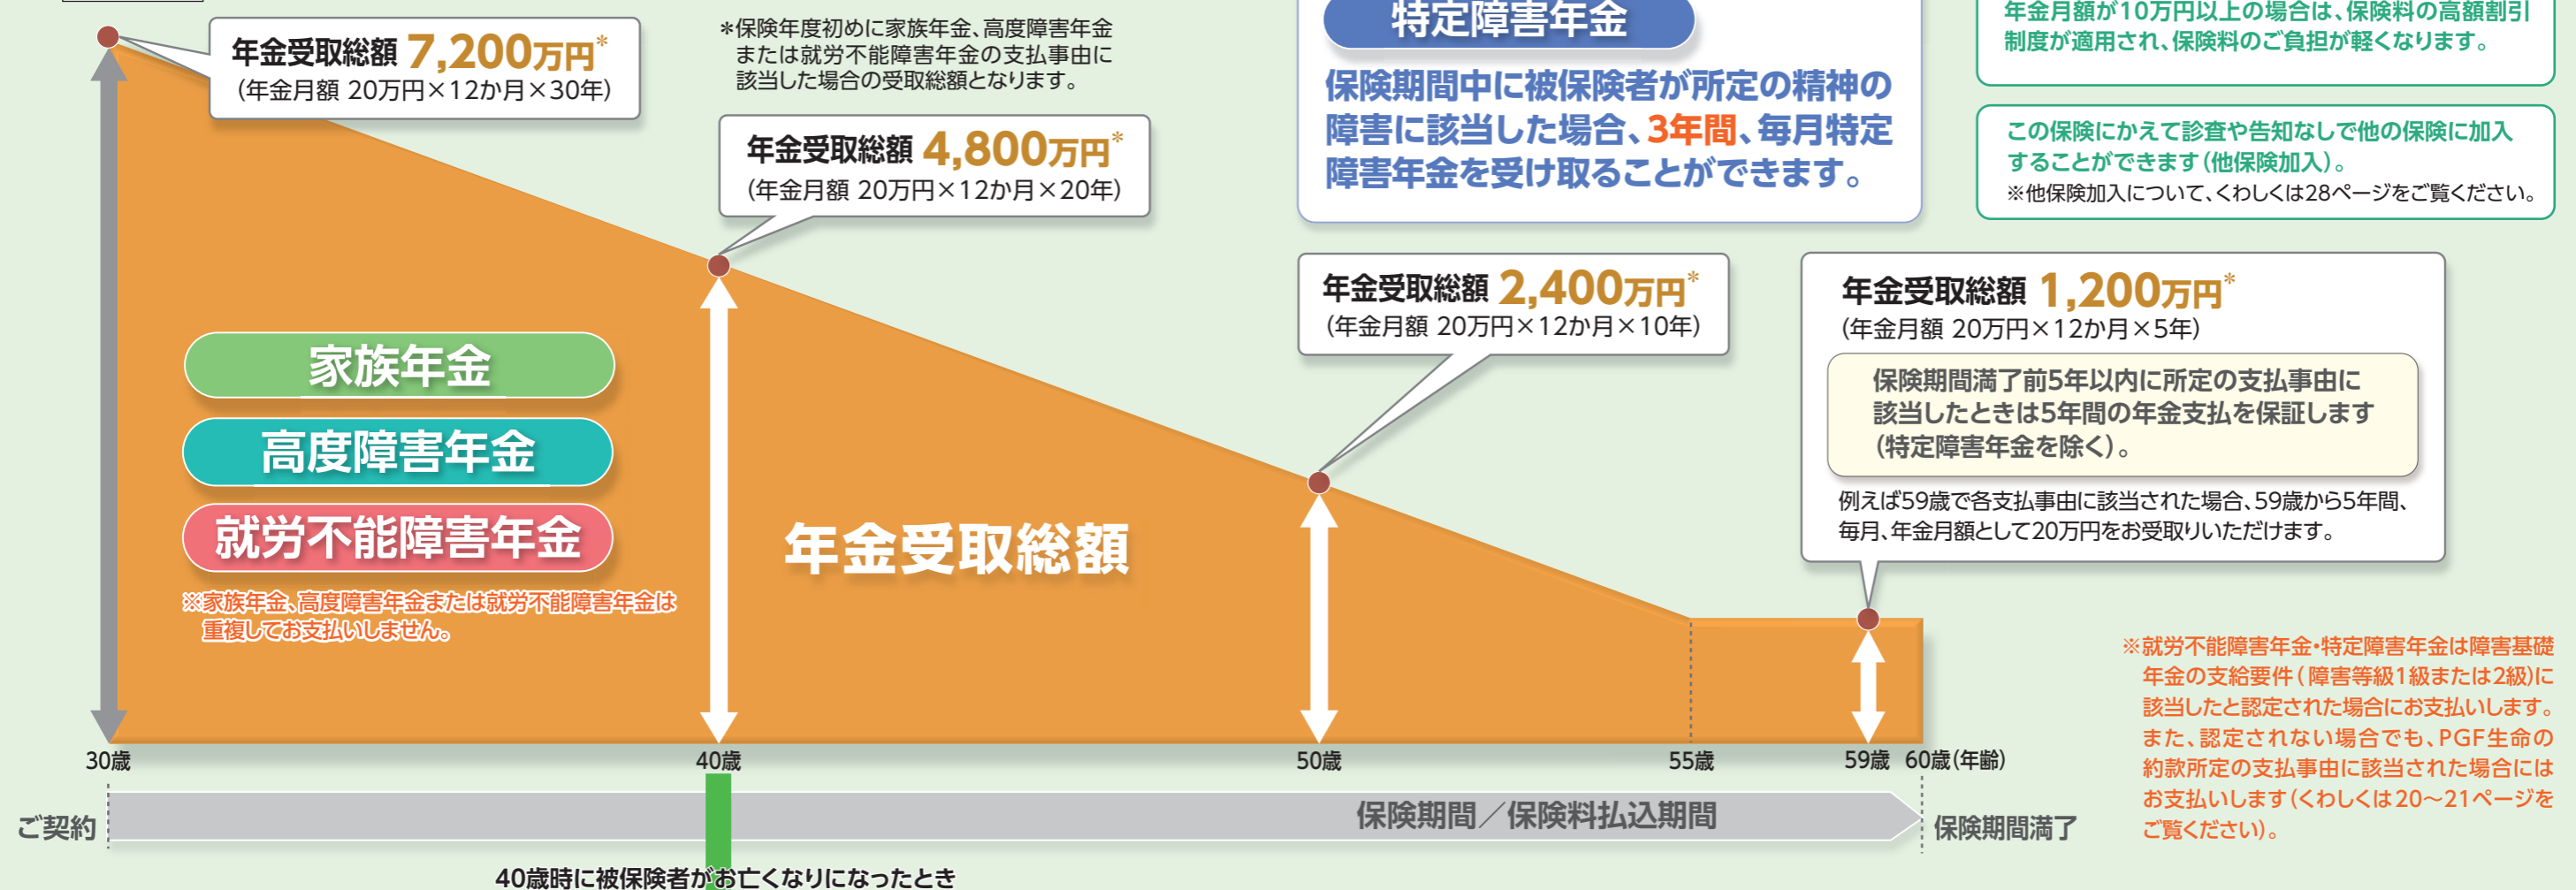 年金受取総額 7,200万円*
(年金月額 20万円×12か月×30年)
*保険年度初めに家族年金、高度障害年金
または就労不能障害年金の支払事由に
該当した場合の受取総額となります。
年金受取総額 4,800万円*
(年金月額 20万円×12か月×20年)
特定障害年金
保険期間中に被保険者が所定の精神の
障害に該当した場合、3年間、毎月特定
障害年金を受け取ることができます。
年金月額が10万円以上の場合は、保険料の高額割引
制度が適用され、保険料のご負担が軽くなります。
この保険にかえて診査や告知なしで他の保険に加入
することができます(他保険加入)。
※他保険加入について、くわしくは28ページをご覧ください。
年金受取総額 2,400万円*
(年金月額 20万円×12か月×10年)
年金受取総額 1,200万円*
(年金月額 20万円×12か月×5年)
保険期間満了前5年以内に所定の支払事由に
該当したときは5年間の年金支払を保証します
(特定障害年金を除く)。
例えば59歳で各支払事由に該当された場合、59歳から5年間、
毎月、年金月額として20万円をお受取りいただけます。
家族年金
高度障害年金
就労不能障害年金
※家族年金、高度障害年金または就労不能障害年金は
重複してお支払いしません。
年金受取総額
※就労不能障害年金・特定障害年金は障害基礎
年金の支給要件(障害等級1級または2級)に
該当したと認定された場合にお支払いします。
また、認定されない場合でも、PGF生命の
約款所定の支払事由に該当された場合には
お支払いします(くわしくは20～21ページを
ご覧ください)。
30歳
40歳
50歳
55歳
59歳
60歳(年齢)
ご契約
保険期間／保険料払込期間
保険期間満了
40歳時に被保険者がお亡くなりになったとき